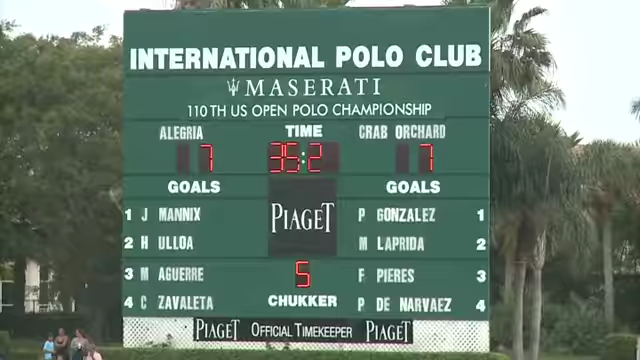 INTERNATIONAL POLO CLUB
MASERATI
110TH US OPEN POLO CHAMPIONSHIP
ALEGRIA TIME CRAB ORCHARD
7 35:2 7
GOALS GOALS
PIAGET
1 J MANNIX P GONZALEZ 1
2 H ULLOA M LAPRIDA 2
3 M AGUERRE F PIERES 3
5
4 C ZAVALETA CHUKKER P DE NARVAEZ 4
PIAGET OFFICIAL TIMEKEEPER PIAGET